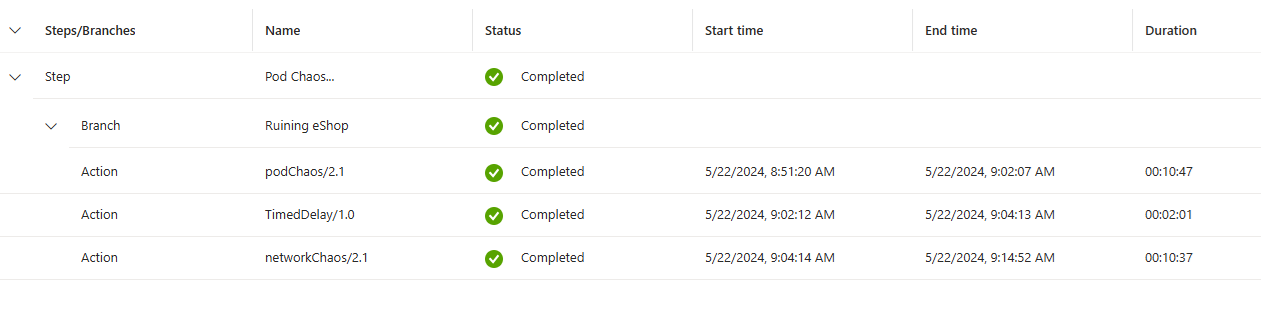 Steps/Branches Name Status Start time End time Duration
Step Pod Chaos... Completed
Branch Ruining eShop Completed
Action podChaos/2.1 Completed 5/22/2024, 8:51:20 AM 5/22/2024, 9:02:07 AM 00:10:47
Action TimedDelay/1.0 Completed 5/22/2024, 9:02:12 AM 5/22/2024, 9:04:13 AM 00:02:01
Action networkChaos/2.1 Completed 5/22/2024, 9:04:14 AM 5/22/2024, 9:14:52 AM 00:10:37